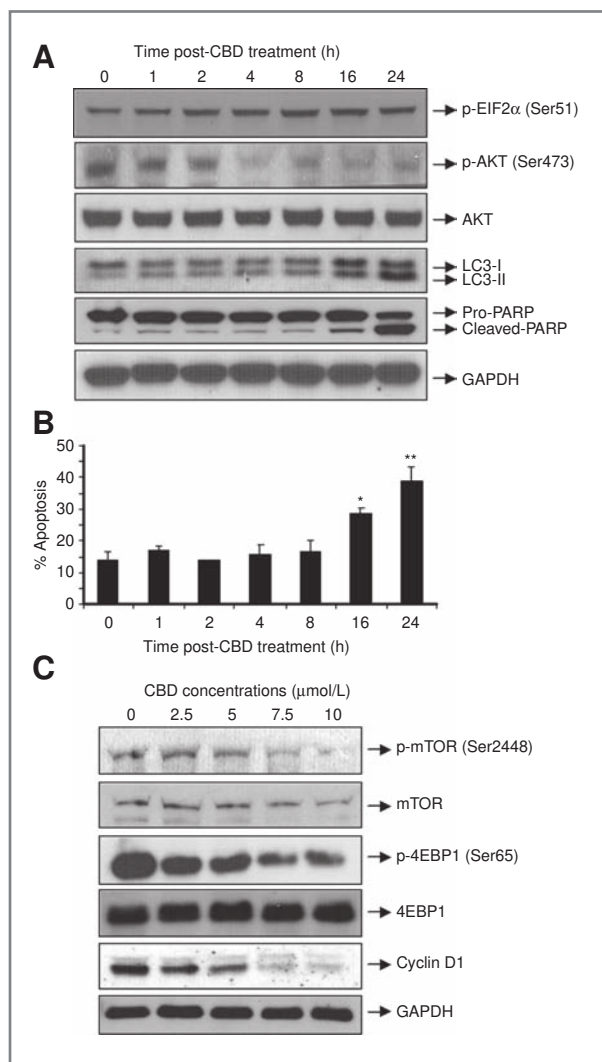 A
Time post-CBD treatment (h)
0 1 2 4 8 16 24
p-EIF2α (Ser51)
p-AKT (Ser473)
AKT
LC3-I
LC3-II
Pro-PARP
Cleaved-PARP
GAPDH
B
50
40
30
20
10
0
% Apoptosis
* **
0 1 2 4 8 16 24
Time post-CBD treatment (h)
C
CBD concentrations (μmol/L)
0 2.5 5 7.5 10
p-mTOR (Ser2448)
mTOR
p-4EBP1 (Ser65)
4EBP1
Cyclin D1
GAPDH